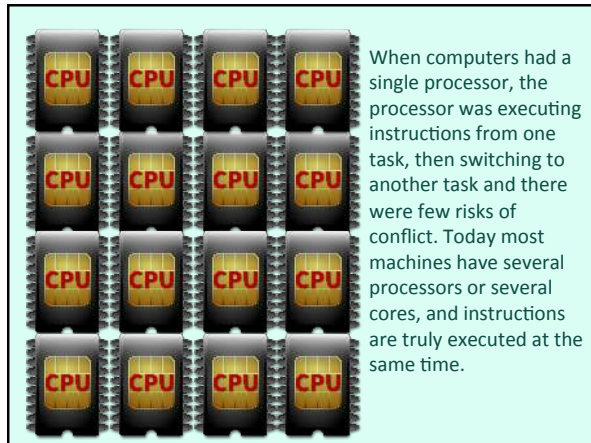 CPU CPU CPU CPU
CPU CPU CPU CPU
CPU CPU CPU CPU
CPU CPU CPU CPU
When computers had a
single processor, the
processor was executing
instructions from one
task, then switching to
another task and there
were few risks of
conflict. Today most
machines have several
processors or several
cores, and instructions
are truly executed at the
same time.